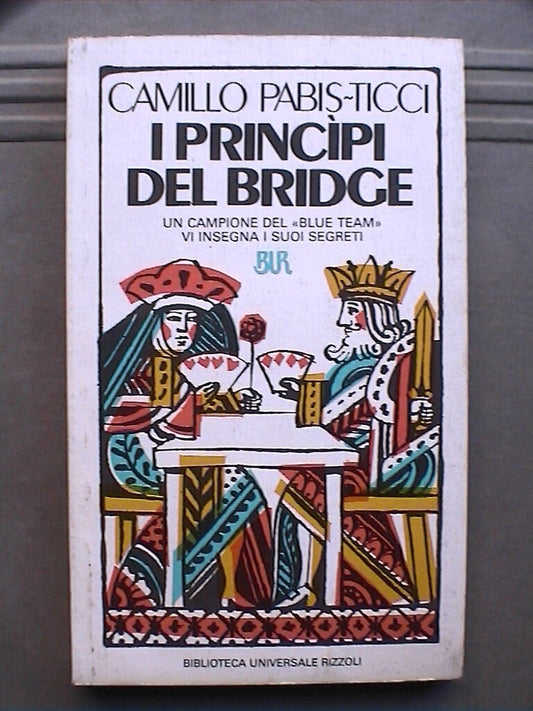 CAMILLO PABIS-TICCI
I PRINCÌPI
DEL BRIDGE
UN CAMPIONE DEL «BLUE TEAM»
VI INSEGNA I SUOI SEGRETI
BUR
BIBLIOTECA UNIVERSALE RIZZOLI